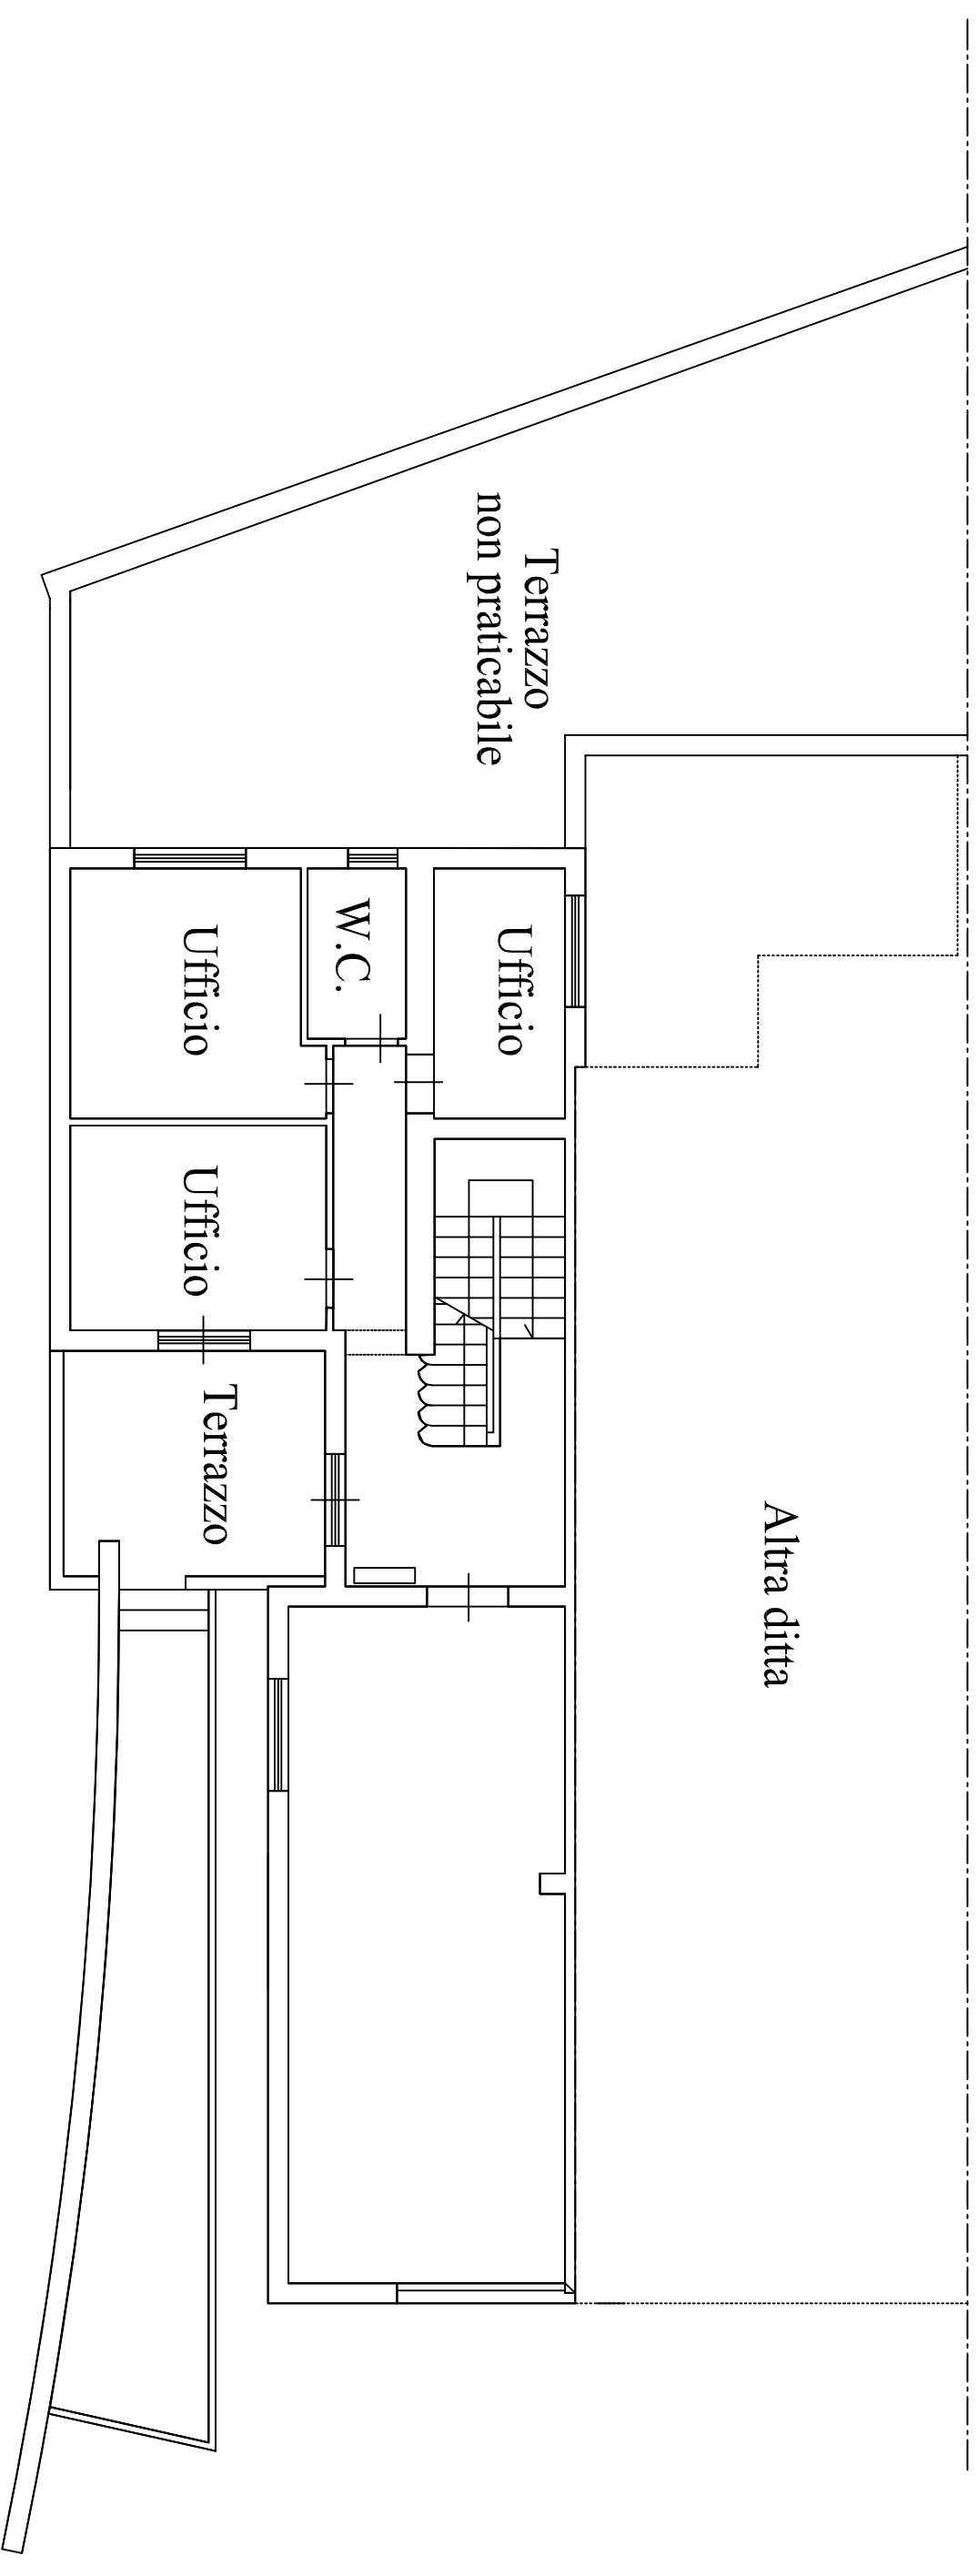 Terrazzo
non praticabile
Ufficio
W.C.
Ufficio
Ufficio
Terrazzo
Altra ditta